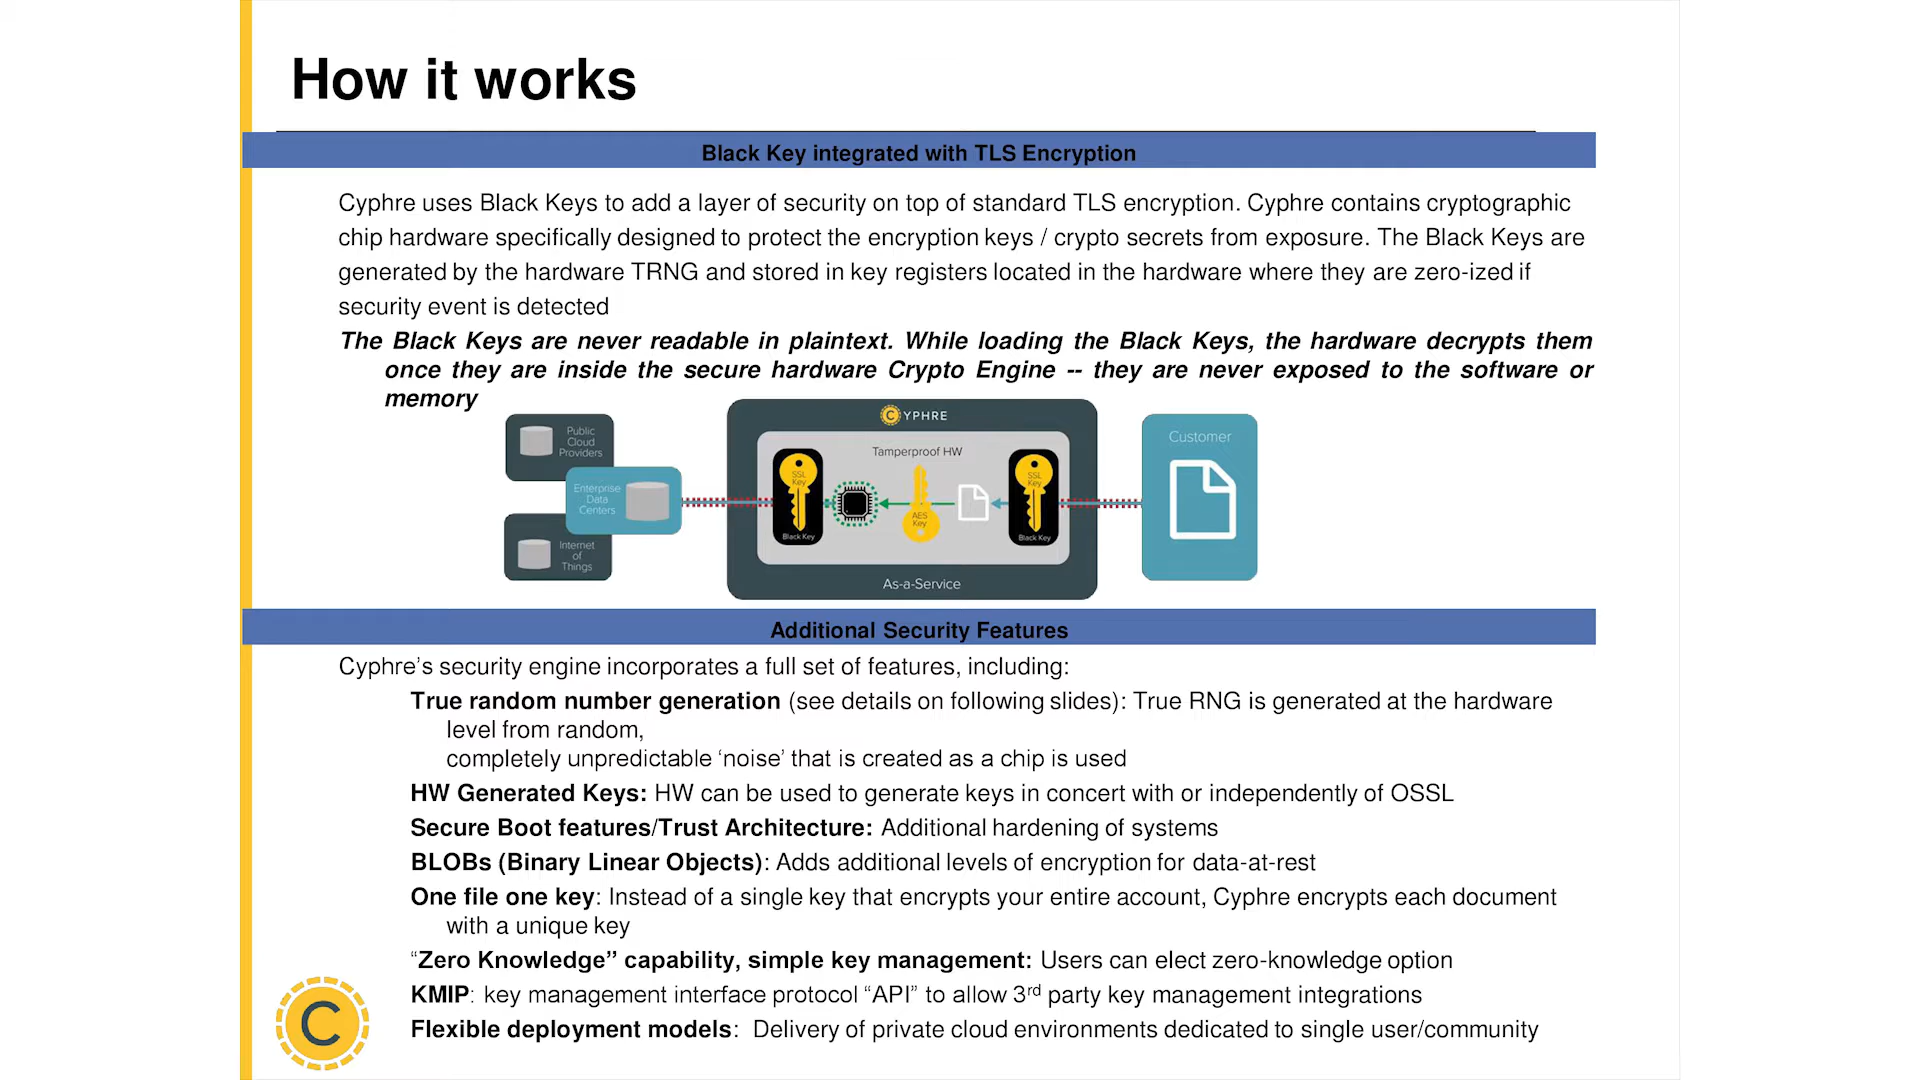 How it works
Black Key integrated with TLS Encryption
Cyphre uses Black Keys to add a layer of security on top of standard TLS encryption. Cyphre contains cryptographic
chip hardware specifically designed to protect the encryption keys / crypto secrets from exposure. The Black Keys are
generated by the hardware TRNG and stored in key registers located in the hardware where they are zero-ized if
security event is detected
The Black Keys are never readable in plaintext. While loading the Black Keys, the hardware decrypts them
once they are inside the secure hardware Crypto Engine -- they are never exposed to the software or
memory
Public
Cloud
Providers
Enterprise
Data
Centers
Internet
of
Things
CYPHRE
Tamperproof HW
SSL
Key
Black Key
AES
Key
SSL
Key
Black Key
As-a-Service
Customer
Additional Security Features
Cyphre’s security engine incorporates a full set of features, including:
True random number generation (see details on following slides): True RNG is generated at the hardware
level from random,
completely unpredictable ‘noise’ that is created as a chip is used
HW Generated Keys: HW can be used to generate keys in concert with or independently of OSSL
Secure Boot features/Trust Architecture: Additional hardening of systems
BLOBs (Binary Linear Objects): Adds additional levels of encryption for data-at-rest
One file one key: Instead of a single key that encrypts your entire account, Cyphre encrypts each document
with a unique key
“Zero Knowledge” capability, simple key management: Users can elect zero-knowledge option
KMIP: key management interface protocol “API” to allow 3rd party key management integrations
Flexible deployment models:  Delivery of private cloud environments dedicated to single user/community
C